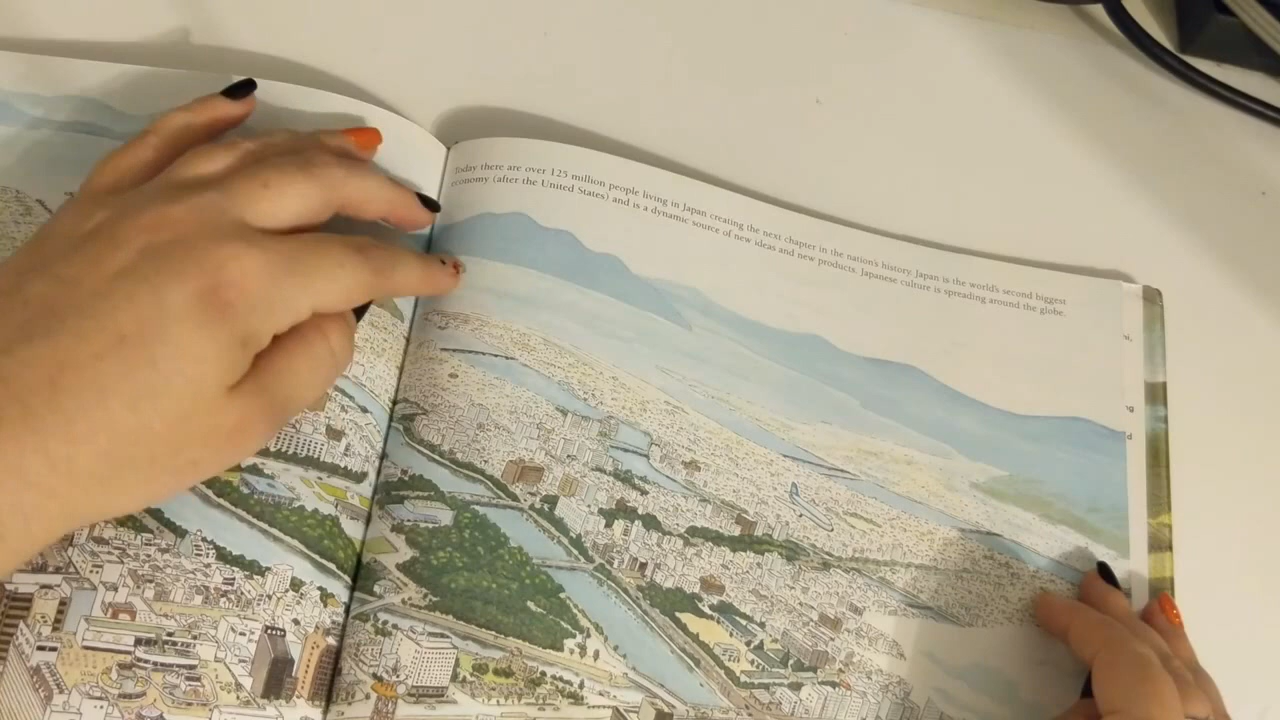 Today there are over 125 million people living in Japan creating the next chapter in the nation's history. Japan is the world's second biggest
economy (after the United States) and is a dynamic source of new ideas and new products. Japanese culture is spreading around the globe.